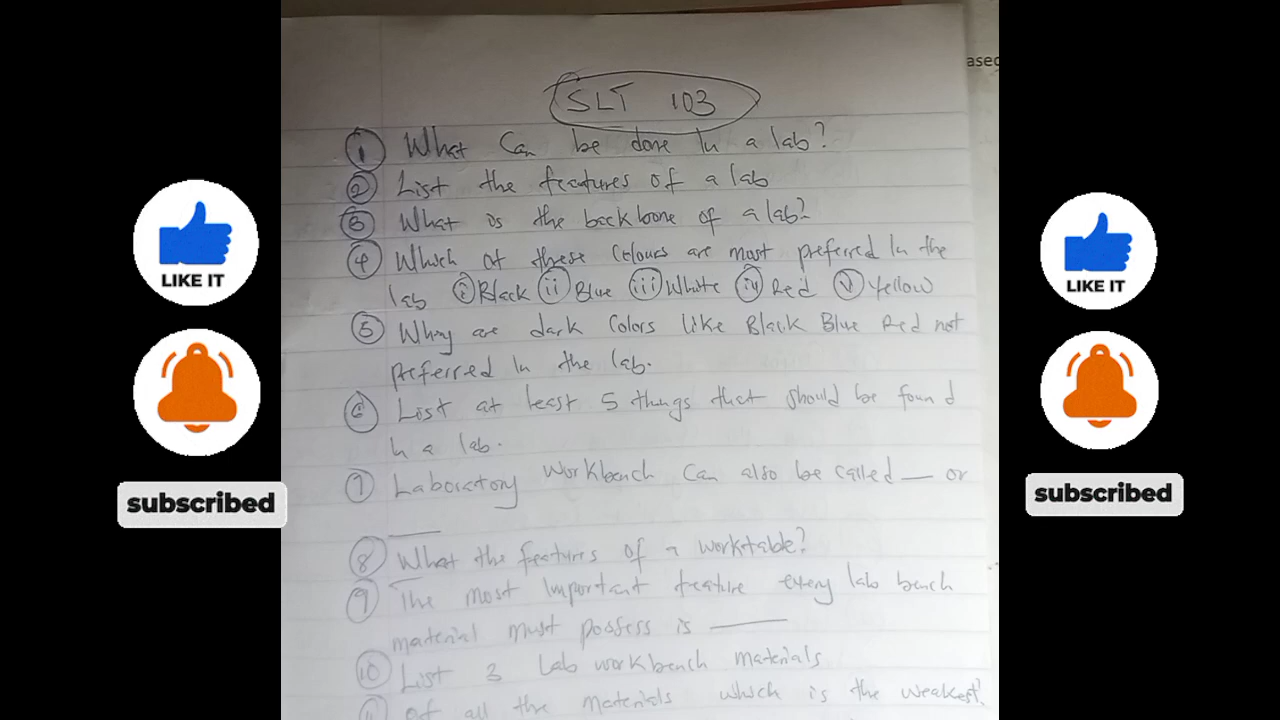 ased
SLT 103
1 What Can be done In a lab?
2 List the features of a lab
3 What is the backbone of a lab?
4 Which of these Colours are most preferred In the
lab i Black ii Blue iii White iv Red v Yellow
5 Why are dark Colors like Black Blue Red not
preferred In the lab.
6 List at least 5 things that should be found
In a lab.
7 Laboratory Workbench Can also be called — or
—
8 What the features of a worktable?
9 The most Important feature every lab bench
material must possess is —
10 List 3 Lab workbench materials
11 Of all the materials which is the weakest?
LIKE IT
subscribed
LIKE IT
subscribed